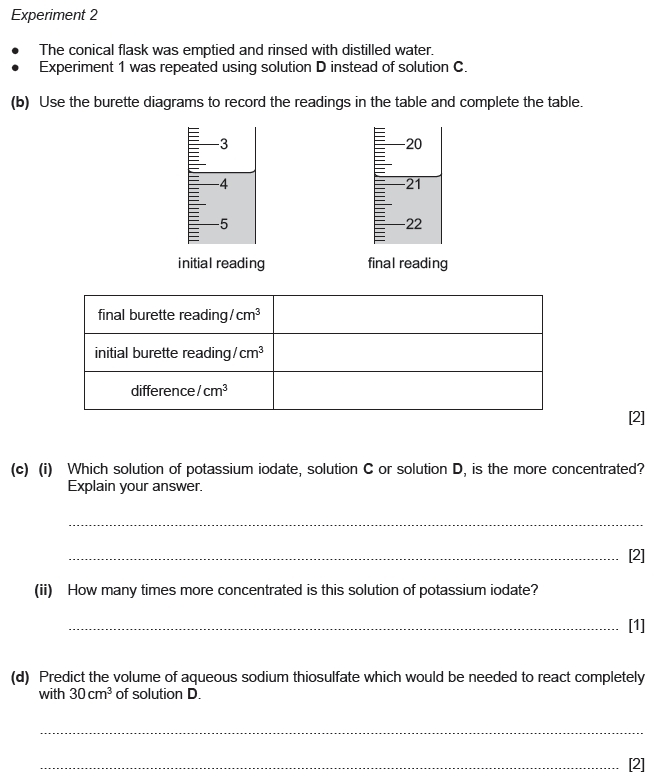 Experiment 2
● The conical flask was emptied and rinsed with distilled water.
● Experiment 1 was repeated using solution D instead of solution C.
(b) Use the burette diagrams to record the readings in the table and complete the table.
3
4
5
initial reading
20
21
22
final reading
final burette reading/cm³
initial burette reading/cm³
difference/cm³
[2]
(c) (i) Which solution of potassium iodate, solution C or solution D, is the more concentrated?
Explain your answer.
[2]
(ii) How many times more concentrated is this solution of potassium iodate?
[1]
(d) Predict the volume of aqueous sodium thiosulfate which would be needed to react completely
with 30 cm³ of solution D.
[2]